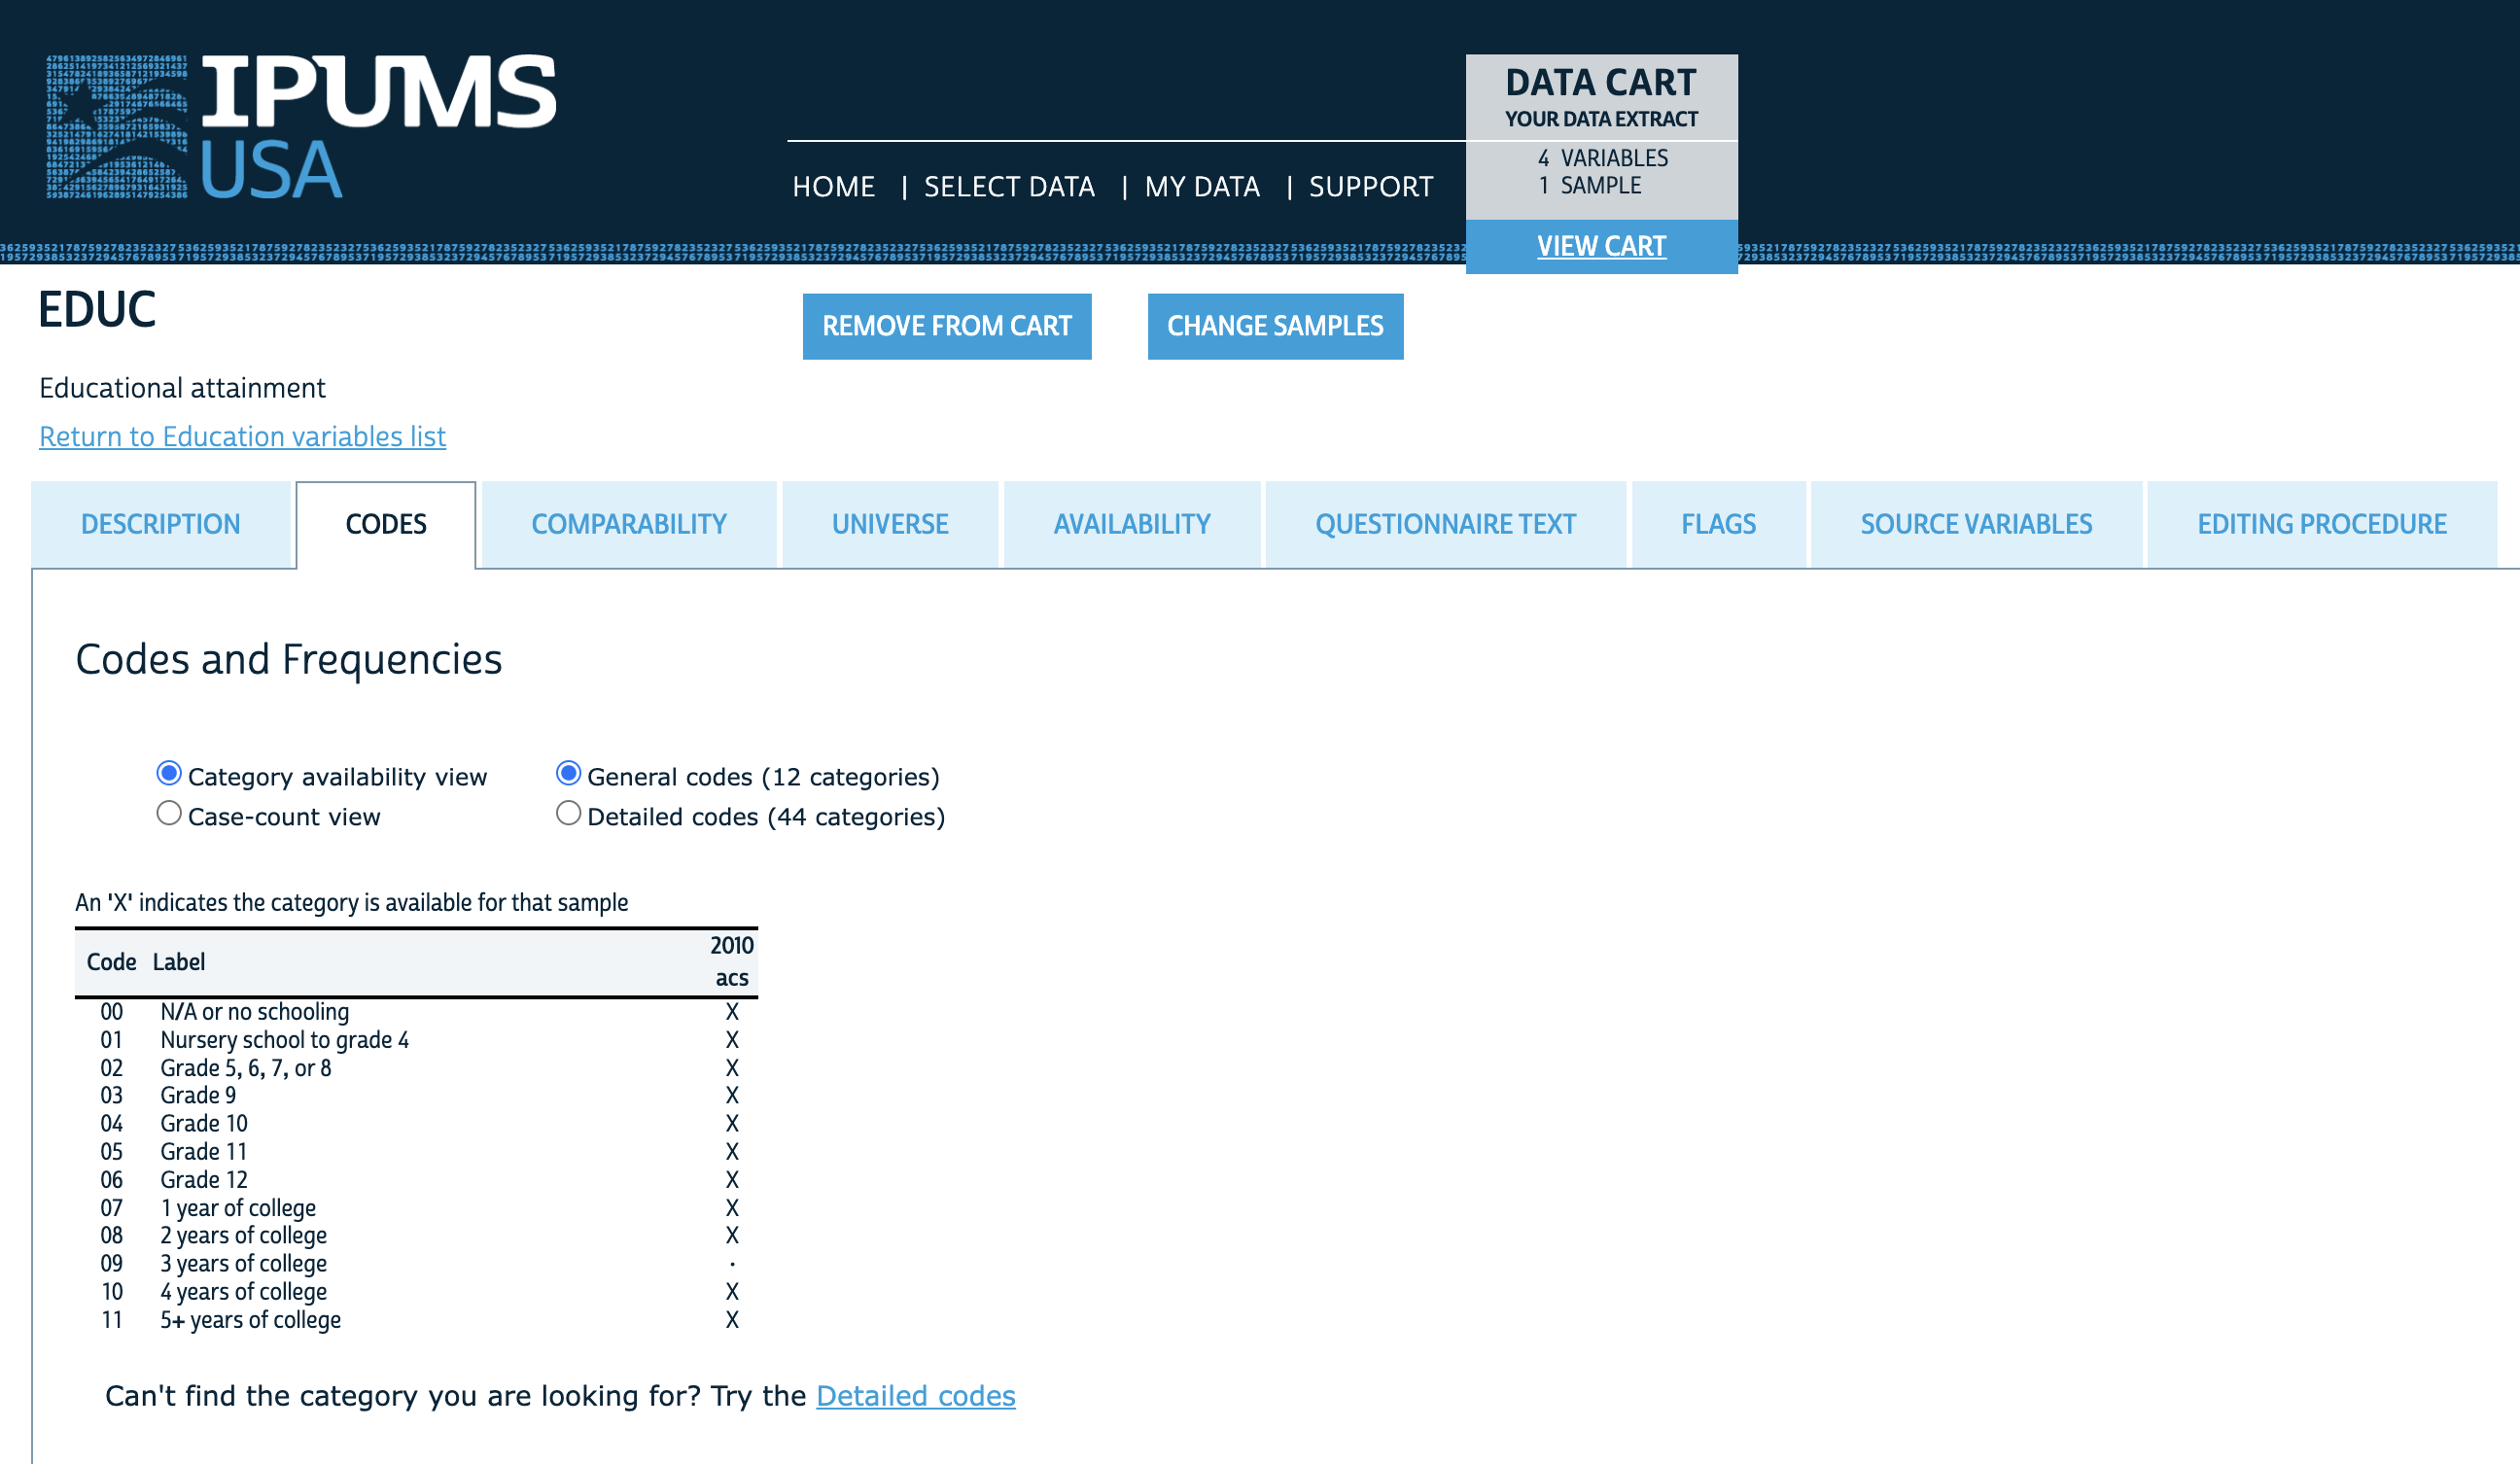 IPUMS
USA
DATA CART
YOUR DATA EXTRACT
4 VARIABLES
1 SAMPLE
VIEW CART
HOME | SELECT DATA | MY DATA | SUPPORT
EDUC
REMOVE FROM CART
CHANGE SAMPLES
Educational attainment
Return to Education variables list
DESCRIPTION CODES COMPARABILITY UNIVERSE AVAILABILITY QUESTIONNAIRE TEXT FLAGS SOURCE VARIABLES EDITING PROCEDURE
Codes and Frequencies
Category availability view General codes (12 categories)
Case-count view Detailed codes (44 categories)
An 'X' indicates the category is available for that sample
Code Label 2010 acs
00 N/A or no schooling X
01 Nursery school to grade 4 X
02 Grade 5, 6, 7, or 8 X
03 Grade 9 X
04 Grade 10 X
05 Grade 11 X
06 Grade 12 X
07 1 year of college X
08 2 years of college X
09 3 years of college ·
10 4 years of college X
11 5+ years of college X
Can't find the category you are looking for? Try the Detailed codes